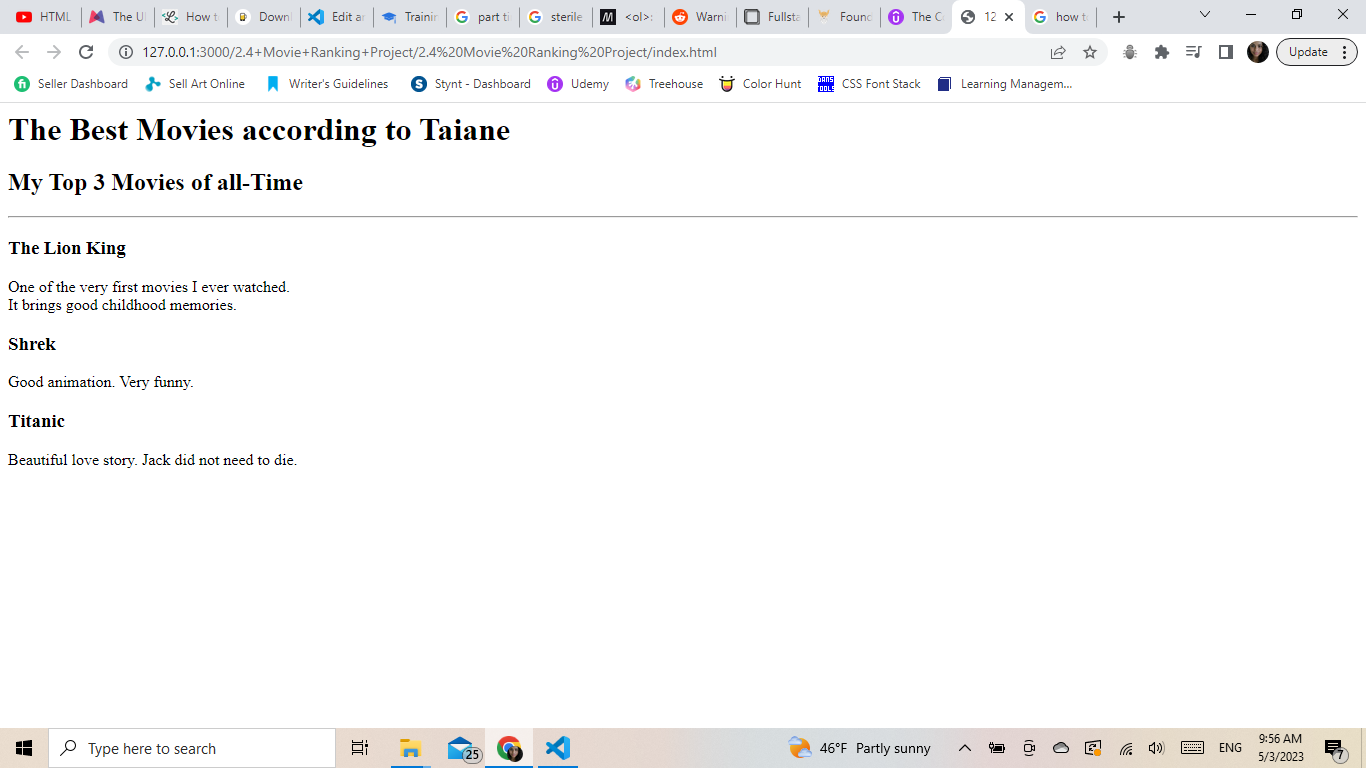 HTML
The Ul
How to
Downl
Edit an
Trainin
part ti
sterile
<ol>:
Warni
Fullsta
Found
The Co
12
how to
127.0.0.1:3000/2.4+Movie+Ranking+Project/2.4%20Movie%20Ranking%20Project/index.html
Update
Seller Dashboard
Sell Art Online
Writer's Guidelines
Stynt - Dashboard
Udemy
Treehouse
Color Hunt
CSS Font Stack
Learning Managem...
The Best Movies according to Taiane
My Top 3 Movies of all-Time
The Lion King
One of the very first movies I ever watched.
It brings good childhood memories.
Shrek
Good animation. Very funny.
Titanic
Beautiful love story. Jack did not need to die.
Type here to search
25
46°F Partly sunny
ENG
9:56 AM
5/3/2023
7